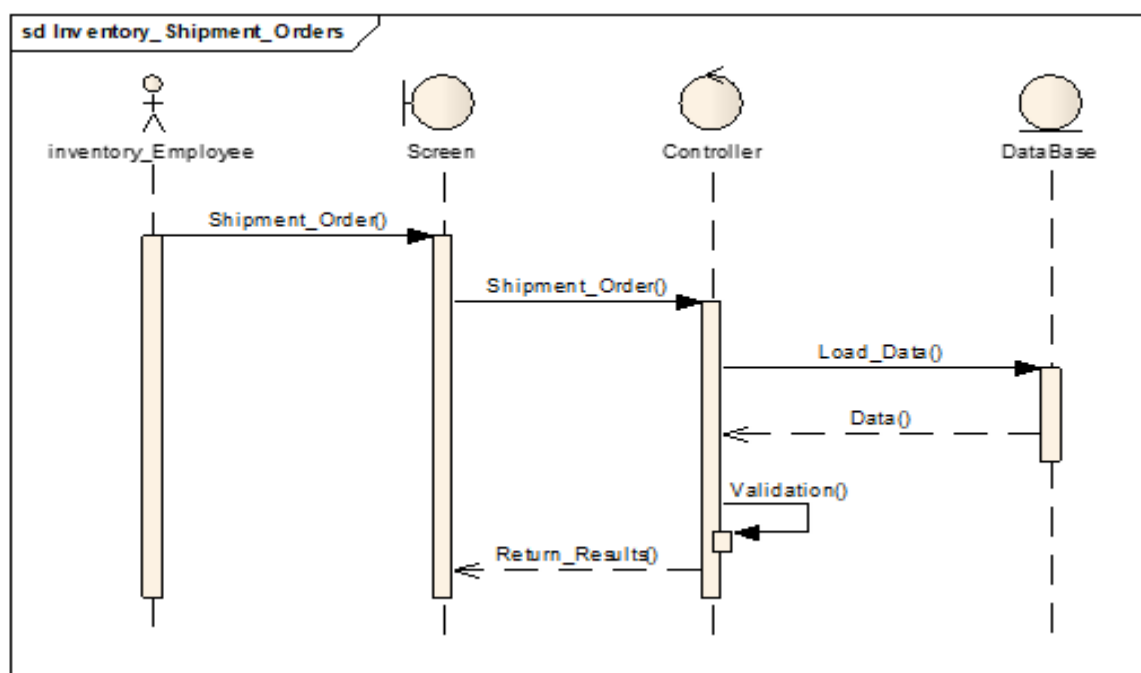 sd Inventory_Shipment_Orders
inventory_Employee
Screen
Controller
DataBase
Shipment_Order()
Shipment_Order()
Load_Data()
Data()
Validation()
Return_Results()